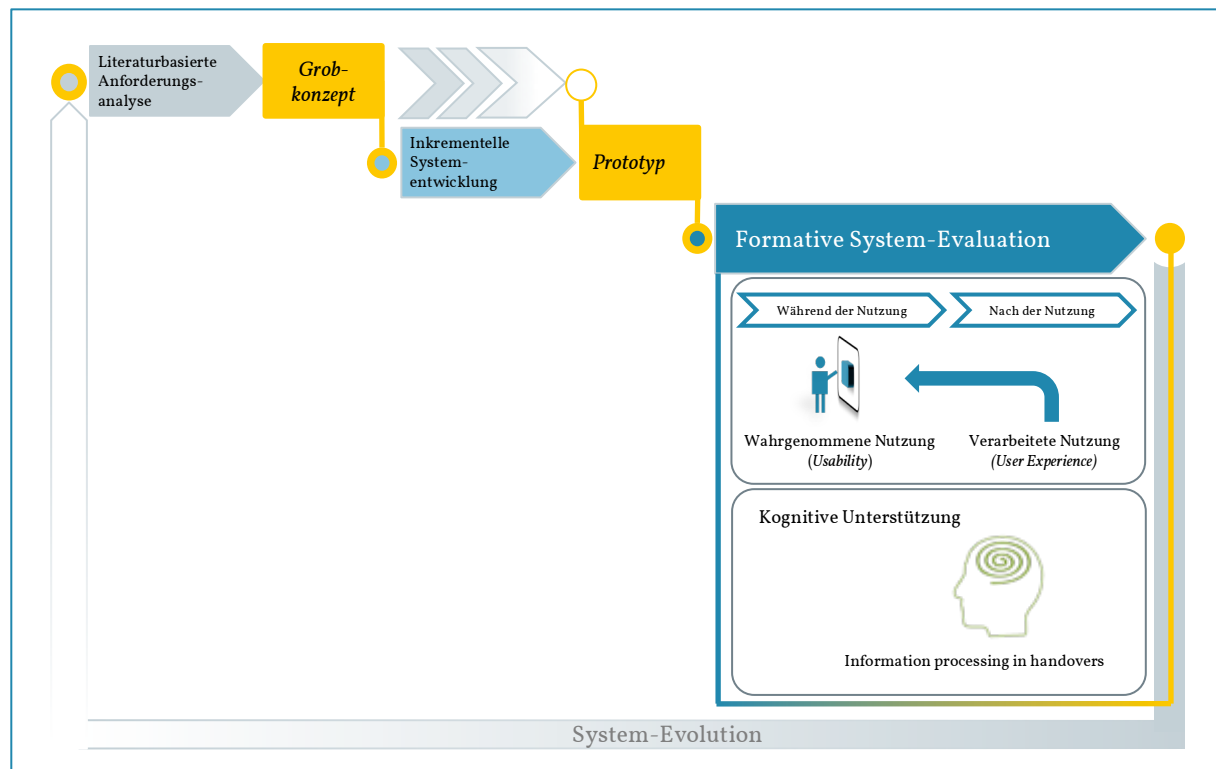 Literaturbasierte
Anforderungs-
analyse
Grob-
konzept
Inkrementelle
System-
entwicklung
Prototyp
Formative System-Evaluation
Während der Nutzung
Nach der Nutzung
Wahrgenommene Nutzung
(Usability)
Verarbeitete Nutzung
(User Experience)
Kognitive Unterstützung
Information processing in handovers
System-Evolution